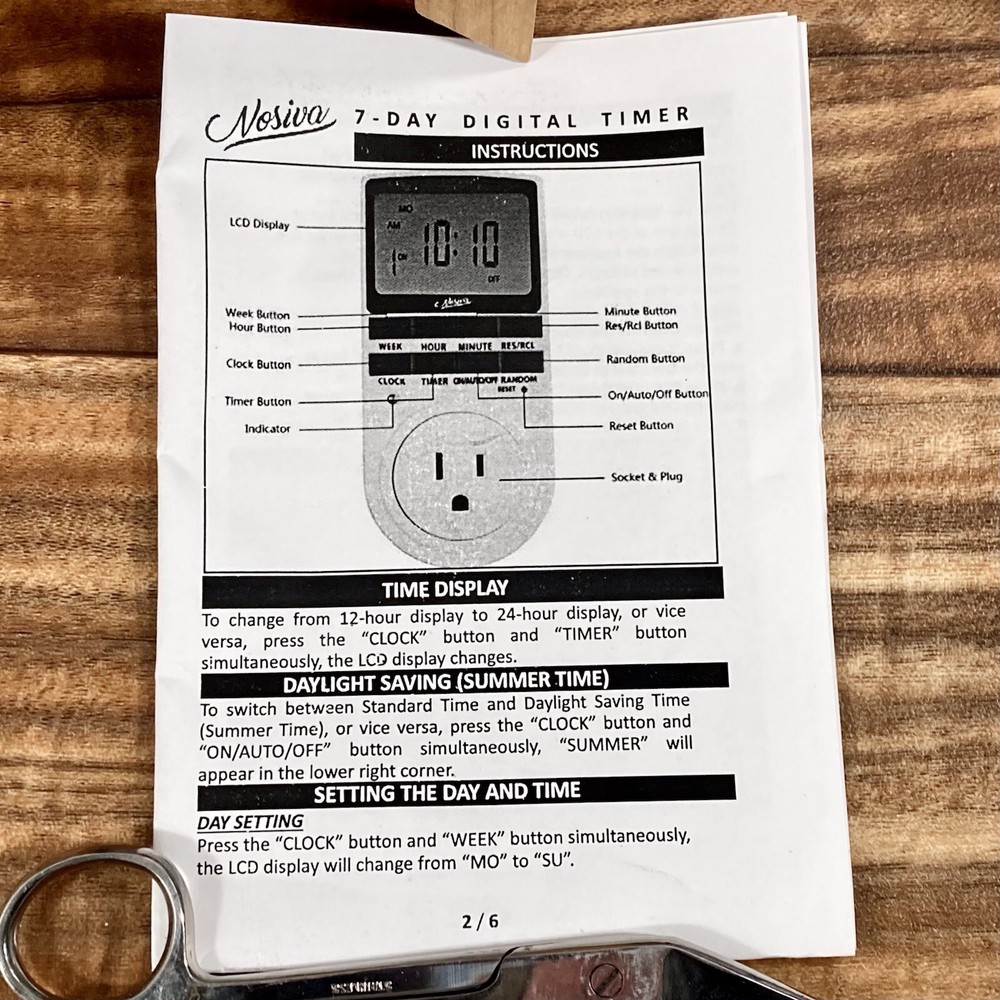 Nosiva 7-DAY DIGITAL TIMER
INSTRUCTIONS
LCD Display
MO
AM
10:10
1 ON
OFF
Nosiva
Week Button
Minute Button
Hour Button
Res/Rcl Button
WEEK HOUR MINUTE RES/RCL
Clock Button
Random Button
CLOCK TIMER ON/AUTO/OFF RANDOM
RESET
Timer Button
On/Auto/Off Button
Indicator
Reset Button
Socket & Plug
TIME DISPLAY
To change from 12-hour display to 24-hour display, or vice
versa, press the “CLOCK” button and “TIMER” button
simultaneously, the LCD display changes.
DAYLIGHT SAVING (SUMMER TIME)
To switch between Standard Time and Daylight Saving Time
(Summer Time), or vice versa, press the “CLOCK” button and
“ON/AUTO/OFF” button simultaneously, “SUMMER” will
appear in the lower right corner.
SETTING THE DAY AND TIME
DAY SETTING
Press the “CLOCK” button and “WEEK” button simultaneously,
the LCD display will change from “MO” to “SU”.
2 / 6